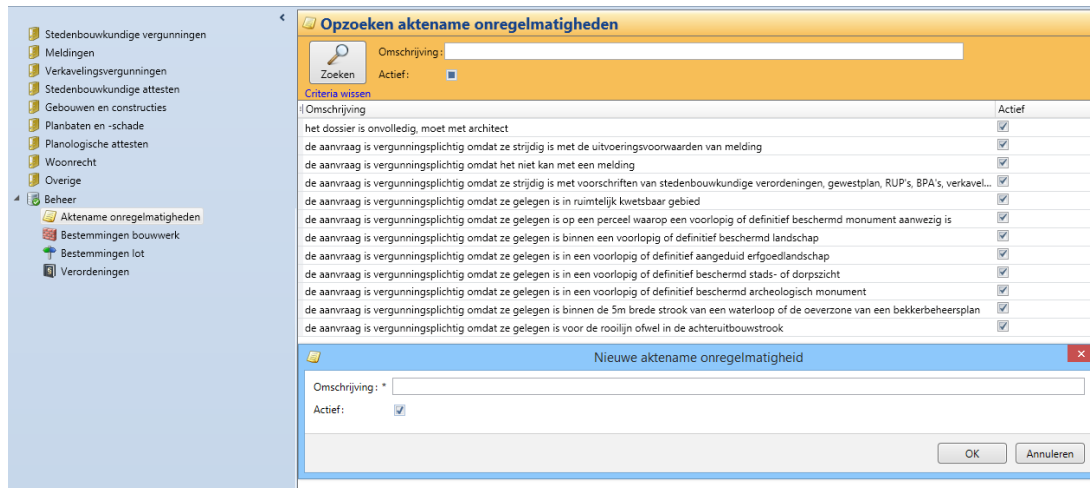 Stedenbouwkundige vergunningen
Meldingen
Verkavelingsvergunningen
Stedenbouwkundige attesten
Gebouwen en constructies
Planbaten en -schade
Planologische attesten
Woonrecht
Overige
Beheer
Aktename onregelmatigheden
Bestemmingen bouwwerk
Bestemmingen lot
Verordeningen
Opzoeken aktename onregelmatigheden
Omschrijving:
Zoeken
Actief:
Criteria wissen
Omschrijving Actief
het dossier is onvolledig, moet met architect
de aanvraag is vergunningsplichtig omdat ze strijdig is met de uitvoeringsvoorwaarden van melding
de aanvraag is vergunningsplichtig omdat het niet kan met een melding
de aanvraag is vergunningsplichtig omdat ze strijdig is met voorschriften van stedenbouwkundige verordeningen, gewestplan, RUP's, BPA's, verkavel...
de aanvraag is vergunningsplichtig omdat ze gelegen is in ruimtelijk kwetsbaar gebied
de aanvraag is vergunningsplichtig omdat ze gelegen is op een perceel waarop een voorlopig of definitief beschermd monument aanwezig is
de aanvraag is vergunningsplichtig omdat ze gelegen is binnen een voorlopig of definitief beschermd landschap
de aanvraag is vergunningsplichtig omdat ze gelegen is in een voorlopig of definitief aangeduid erfgoedlandschap
de aanvraag is vergunningsplichtig omdat ze gelegen is in een voorlopig of definitief beschermd stads- of dorpszicht
de aanvraag is vergunningsplichtig omdat ze gelegen is in een voorlopig of definitief beschermd archeologisch monument
de aanvraag is vergunningsplichtig omdat ze gelegen is binnen de 5m brede strook van een waterloop of de oeverzone van een bekkerbeheersplan
de aanvraag is vergunningsplichtig omdat ze gelegen is voor de rooilijn ofwel in de achteruitbouwstrook
Nieuwe aktename onregelmatigheid
Omschrijving: *
Actief:
OK Annuleren